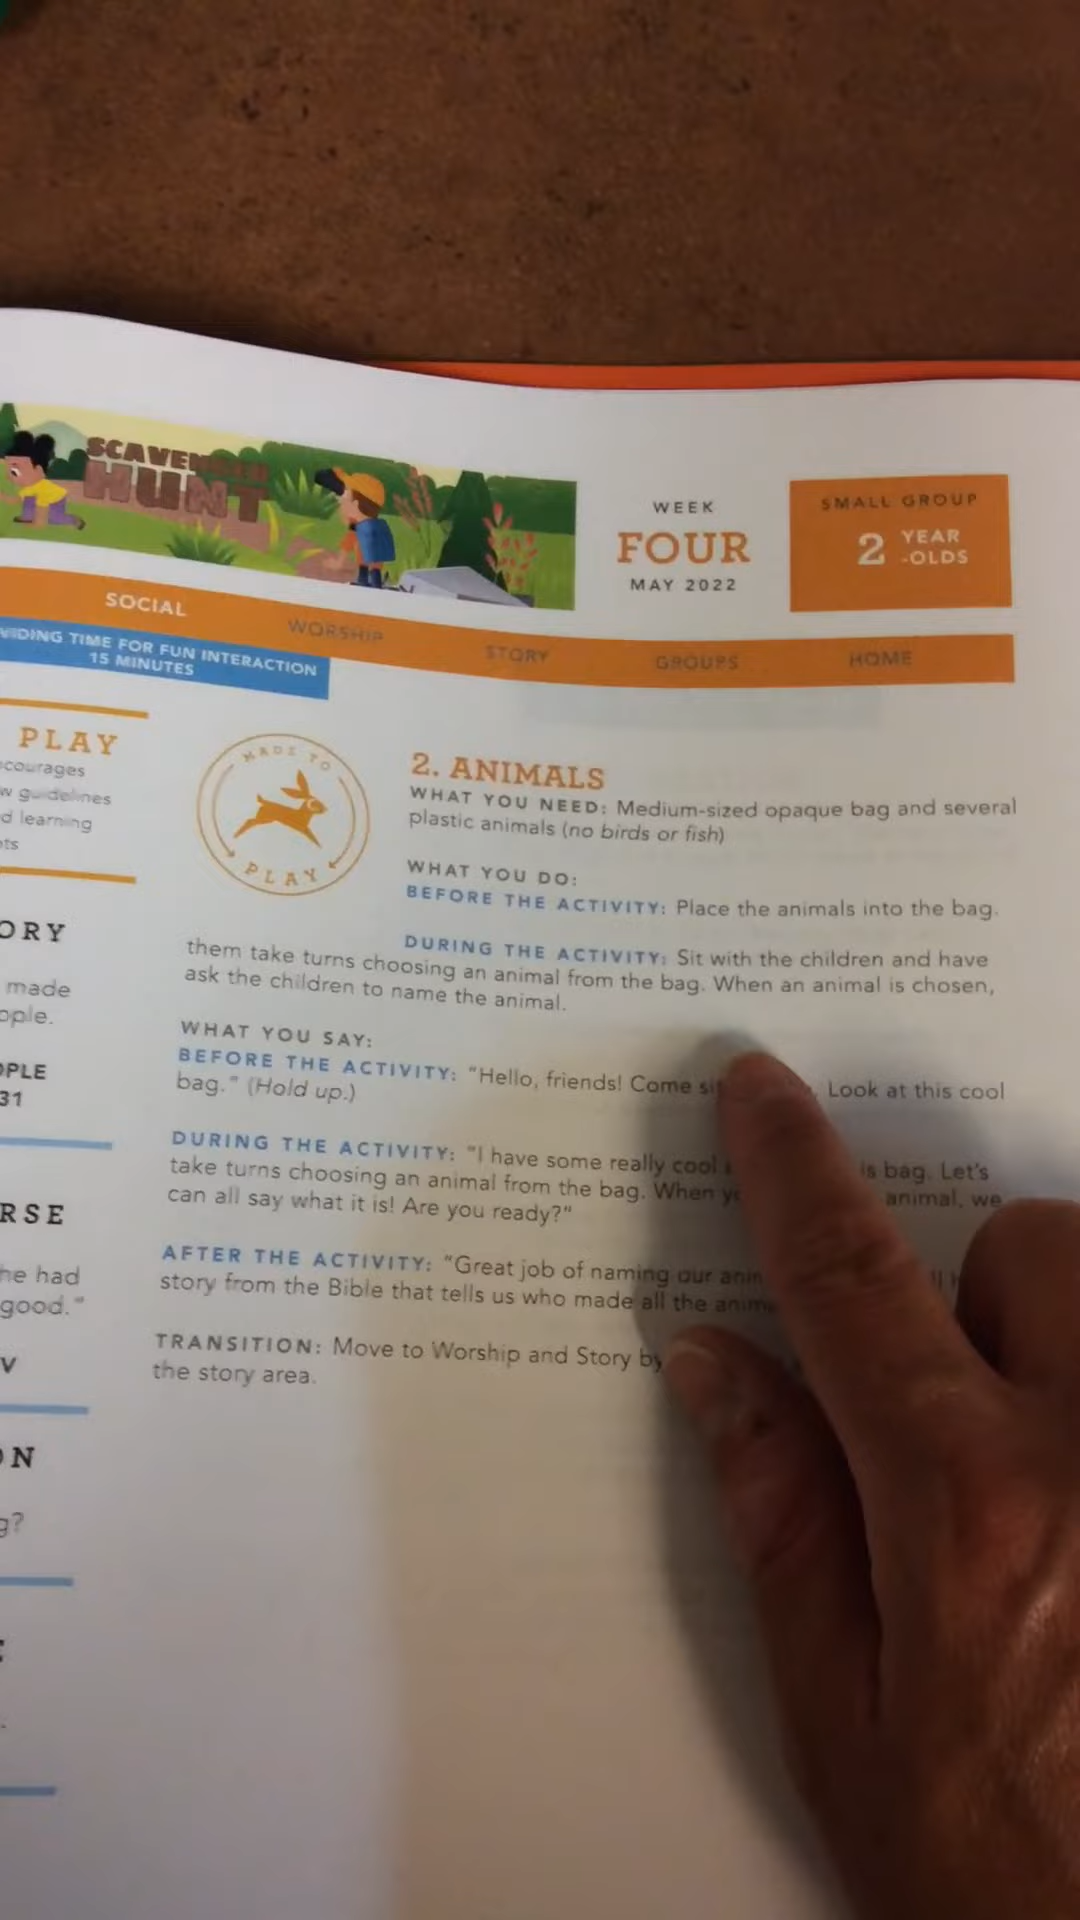 SCAVENGER
HUNT
WEEK
FOUR
MAY 2022
SMALL GROUP
2 YEAR
-OLDS
SOCIAL WORSHIP STORY GROUPS HOME
TIME FOR FUN INTERACTION
15 MINUTES
PLAY
guidelines
learning
ORY
made
OPLE
31
RSE
he had
good."
V
ON
MADE TO
PLAY
2. ANIMALS
WHAT YOU NEED: Medium-sized opaque bag and several
plastic animals (no birds or fish)
WHAT YOU DO:
BEFORE THE ACTIVITY: Place the animals into the bag.
DURING THE ACTIVITY: Sit with the children and have
them take turns choosing an animal from the bag. When an animal is chosen,
ask the children to name the animal.
WHAT YOU SAY:
BEFORE THE ACTIVITY: "Hello, friends! Come Look at this cool
bag." (Hold up.)
DURING THE ACTIVITY: "I have some really cool is bag. Let's
take turns choosing an animal from the bag. When animal, we
can all say what it is! Are you ready?"
AFTER THE ACTIVITY: "Great job of naming our
story from the Bible that tells us who made all the
TRANSITION: Move to Worship and Story by
the story area.